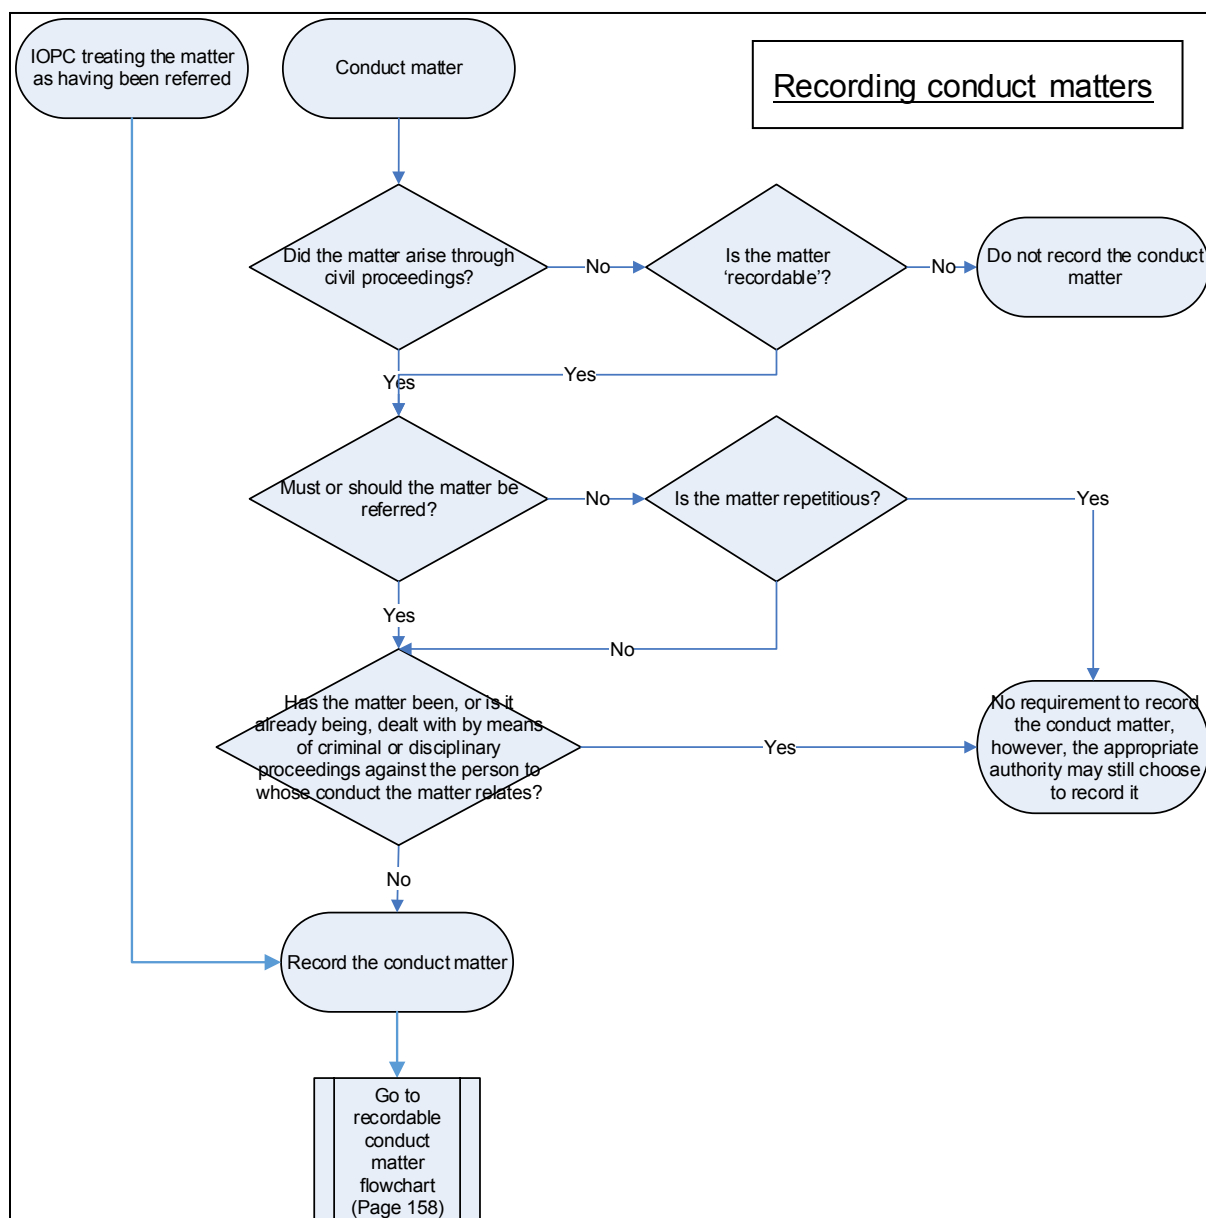 IOPC treating the matter
as having been referred
Conduct matter
Recording conduct matters
Did the matter arise through
civil proceedings?
No
Is the matter
‘recordable’?
No
Do not record the conduct
matter
Yes
Yes
Must or should the matter be
referred?
No
Is the matter repetitious?
Yes
Yes
No
Has the matter been, or is it
already being, dealt with by means
of criminal or disciplinary
proceedings against the person to
whose conduct the matter relates?
Yes
No requirement to record
the conduct matter,
however, the appropriate
authority may still choose
to record it
No
Record the conduct matter
Go to
recordable
conduct
matter
flowchart
(Page 158)